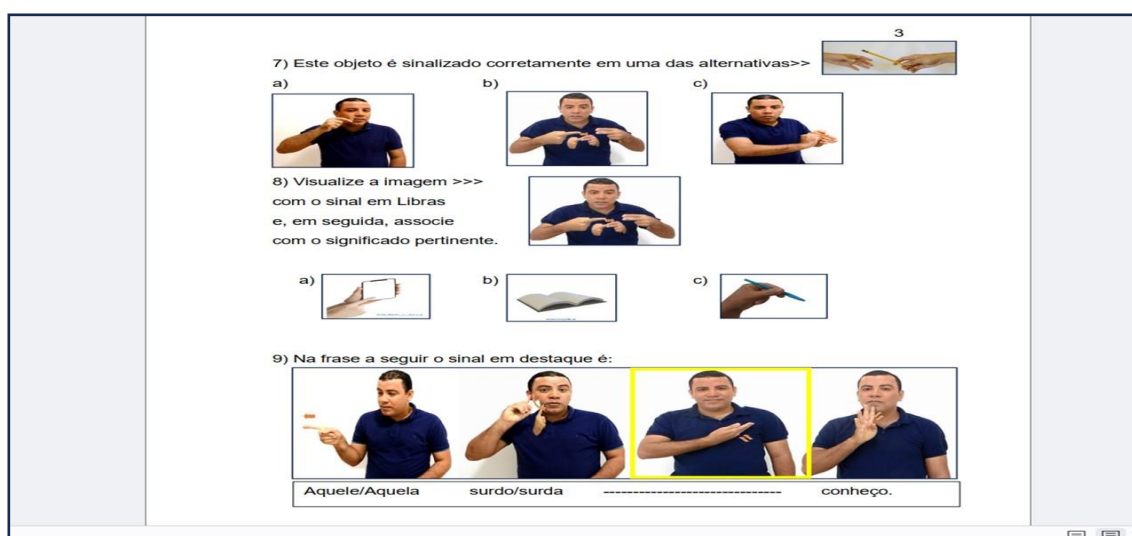 3
7) Este objeto é sinalizado corretamente em uma das alternativas>>
a) b) c)
8) Visualize a imagem >>>
com o sinal em Libras
e, em seguida, associe
com o significado pertinente.
a) b) c)
9) Na frase a seguir o sinal em destaque é:
Aquele/Aquela surdo/surda ------------------------------ conheço.